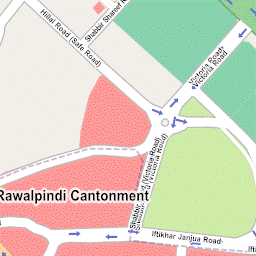 Hillal Road (Safe Road)
Shabbir Shareef R
Victoria Road-
Victoria Road
Rawalpindi Cantonment
(Victoria Road)
Shabbir
Victoria Road)
Iftikhar Janjua Road-